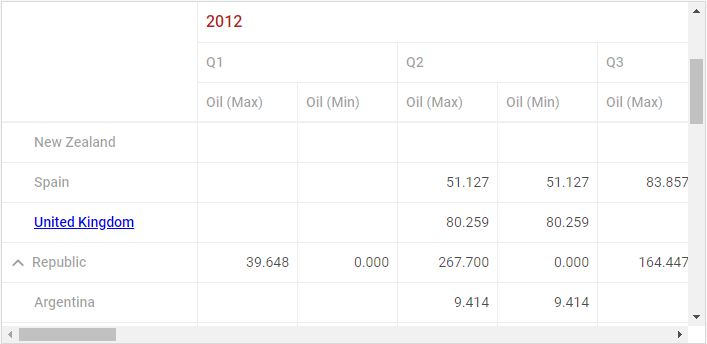 2012
Q1 Q2 Q3
Oil (Max) Oil (Min) Oil (Max) Oil (Min) Oil (Max)
New Zealand
Spain 51.127 51.127 83.857
United Kingdom 80.259 80.259
Republic 39.648 0.000 267.700 0.000 164.447
Argentina 9.414 9.414